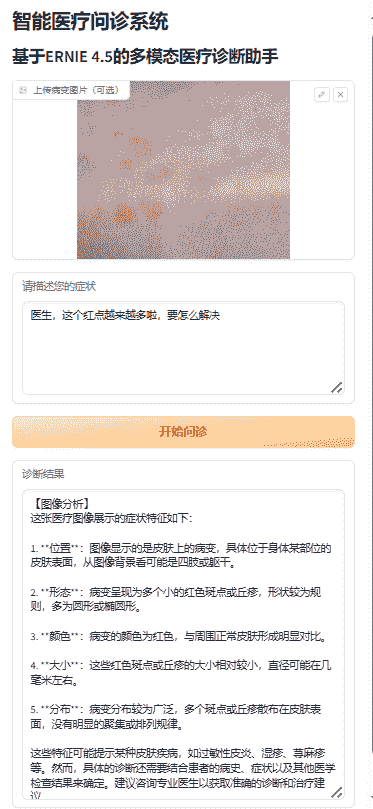 智能医疗问诊系统
基于ERNIE 4.5的多模态医疗诊断助手
上传病变图片（可选）
请描述您的症状
医生，这个红点越来越多啦，要怎么解决
开始问诊
诊断结果
【图像分析】
这张医疗图像展示的症状特征如下：
1. **位置**：图像显示的是皮肤上的病变，具体位于身体某部位的
皮肤表面，从图像背景看可能是四肢或躯干。
2. **形态**：病变呈现为多个小的红色斑点或丘疹，形状较为规
则，多为圆形或椭圆形。
3. **颜色**：病变的颜色为红色，与周围正常皮肤形成明显对比。
4. **大小**：这些红色斑点或丘疹的大小相对较小，直径可能在几
毫米左右。
5. **分布**：病变分布较为广泛，多个斑点或丘疹散布在皮肤表
面，没有明显的聚集或排列规律。
这些特征可能提示某种皮肤疾病，如过敏性皮炎、湿疹、荨麻疹
等。然而，具体的诊断还需要结合患者的病史、症状以及其他医学
检查结果来确定。建议咨询专业医生以获取准确的诊断和治疗建
议